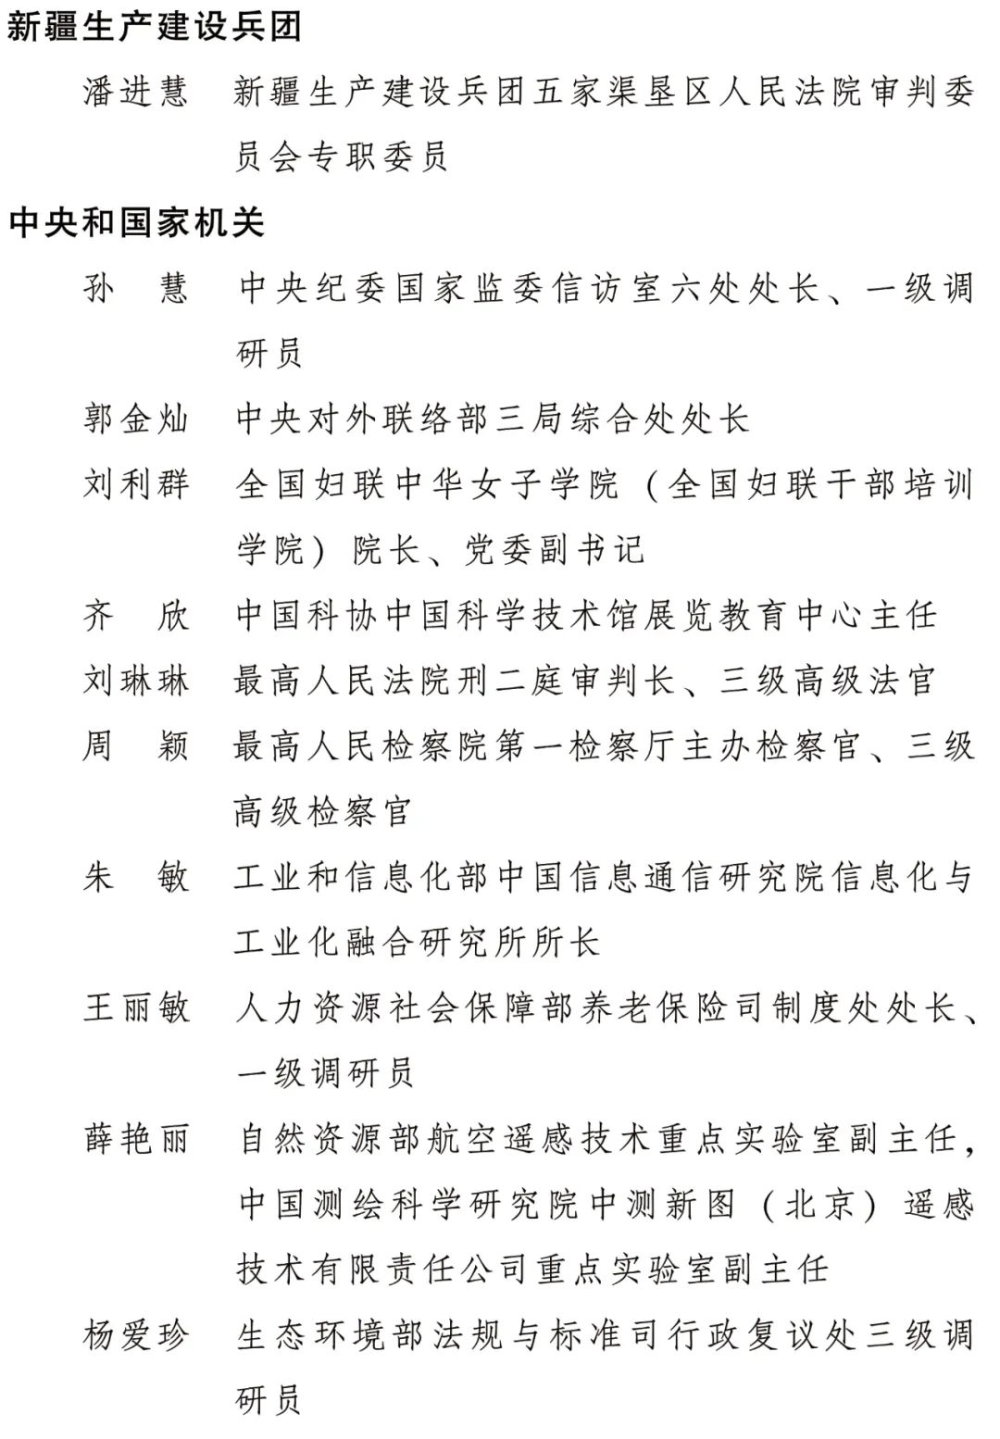 新疆生产建设兵团
潘进慧 新疆生产建设兵团五家渠垦区人民法院审判委
员会专职委员
中央和国家机关
孙 慧 中央纪委国家监委信访室六处处长、一级调
研员
郭金灿 中央对外联络部三局综合处处长
刘利群 全国妇联中华女子学院（全国妇联干部培训
学院）院长、党委副书记
齐 欣 中国科协中国科学技术馆展览教育中心主任
刘琳琳 最高人民法院刑二庭审判长、三级高级法官
周 颖 最高人民检察院第一检察厅主办检察官、三级
高级检察官
朱 敏 工业和信息化部中国信息通信研究院信息化与
工业化融合研究所所长
王丽敏 人力资源社会保障部养老保险司制度处处长、
一级调研员
薛艳丽 自然资源部航空遥感技术重点实验室副主任，
中国测绘科学研究院中测新图（北京）遥感
技术有限责任公司重点实验室副主任
杨爱珍 生态环境部法规与标准司行政复议处三级调
研员